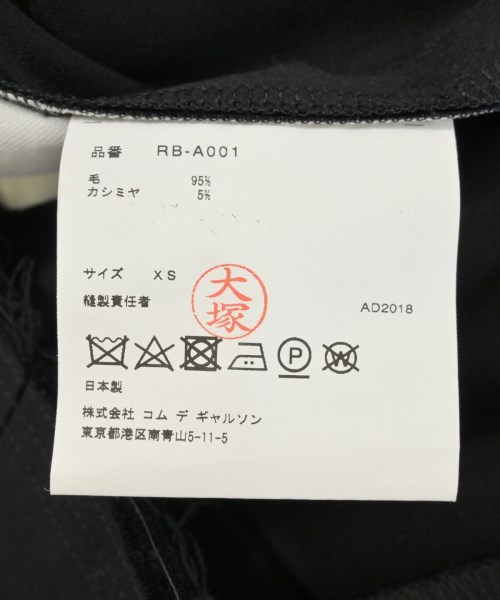 品番 RB-A001
毛 95%
カシミヤ 5%
サイズ XS
大塚
縫製責任者
AD2018
P W
日本製
株式会社 コム デ ギャルソン
東京都港区南青山5-11-5